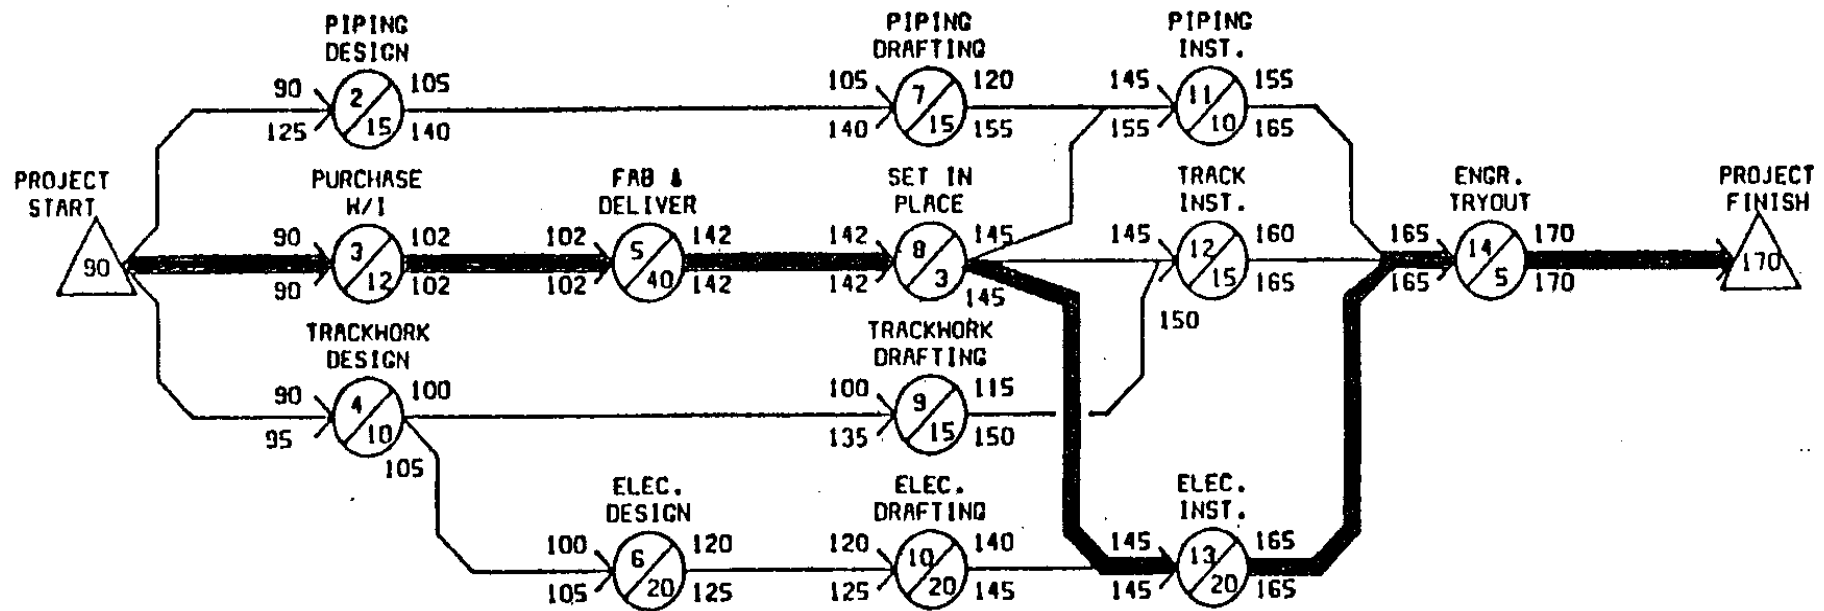 PIPING
DESIGN
90
125
2
15
105
140
PIPING
DRAFTING
105
140
7
15
120
155
PIPING
INST.
145
155
11
10
155
165
PROJECT
START
90
PURCHASE
W/I
90
90
3
12
102
102
FAB &
DELIVER
102
102
5
40
142
142
SET IN
PLACE
142
142
8
3
145
145
TRACK
INST.
145
150
12
15
160
165
ENGR.
TRYOUT
165
165
14
5
170
170
PROJECT
FINISH
170
TRACKWORK
DESIGN
90
95
4
10
100
105
TRACKWORK
DRAFTING
100
135
9
15
115
150
ELEC.
DESIGN
100
105
6
20
120
125
ELEC.
DRAFTING
120
125
10
20
140
145
ELEC.
INST.
145
145
13
20
165
165